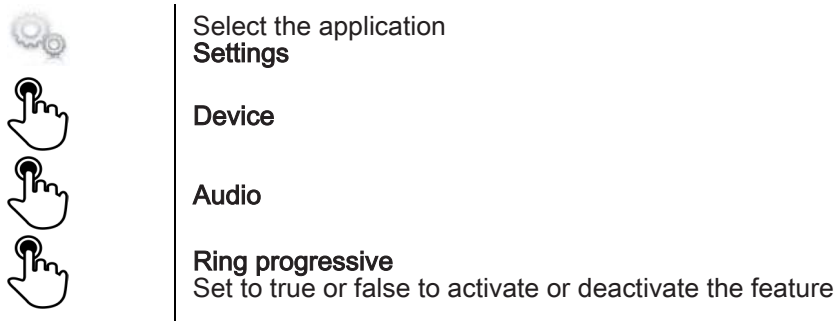 Select the application
Settings
Device
Audio
Ring progressive
Set to true or false to activate or deactivate the feature